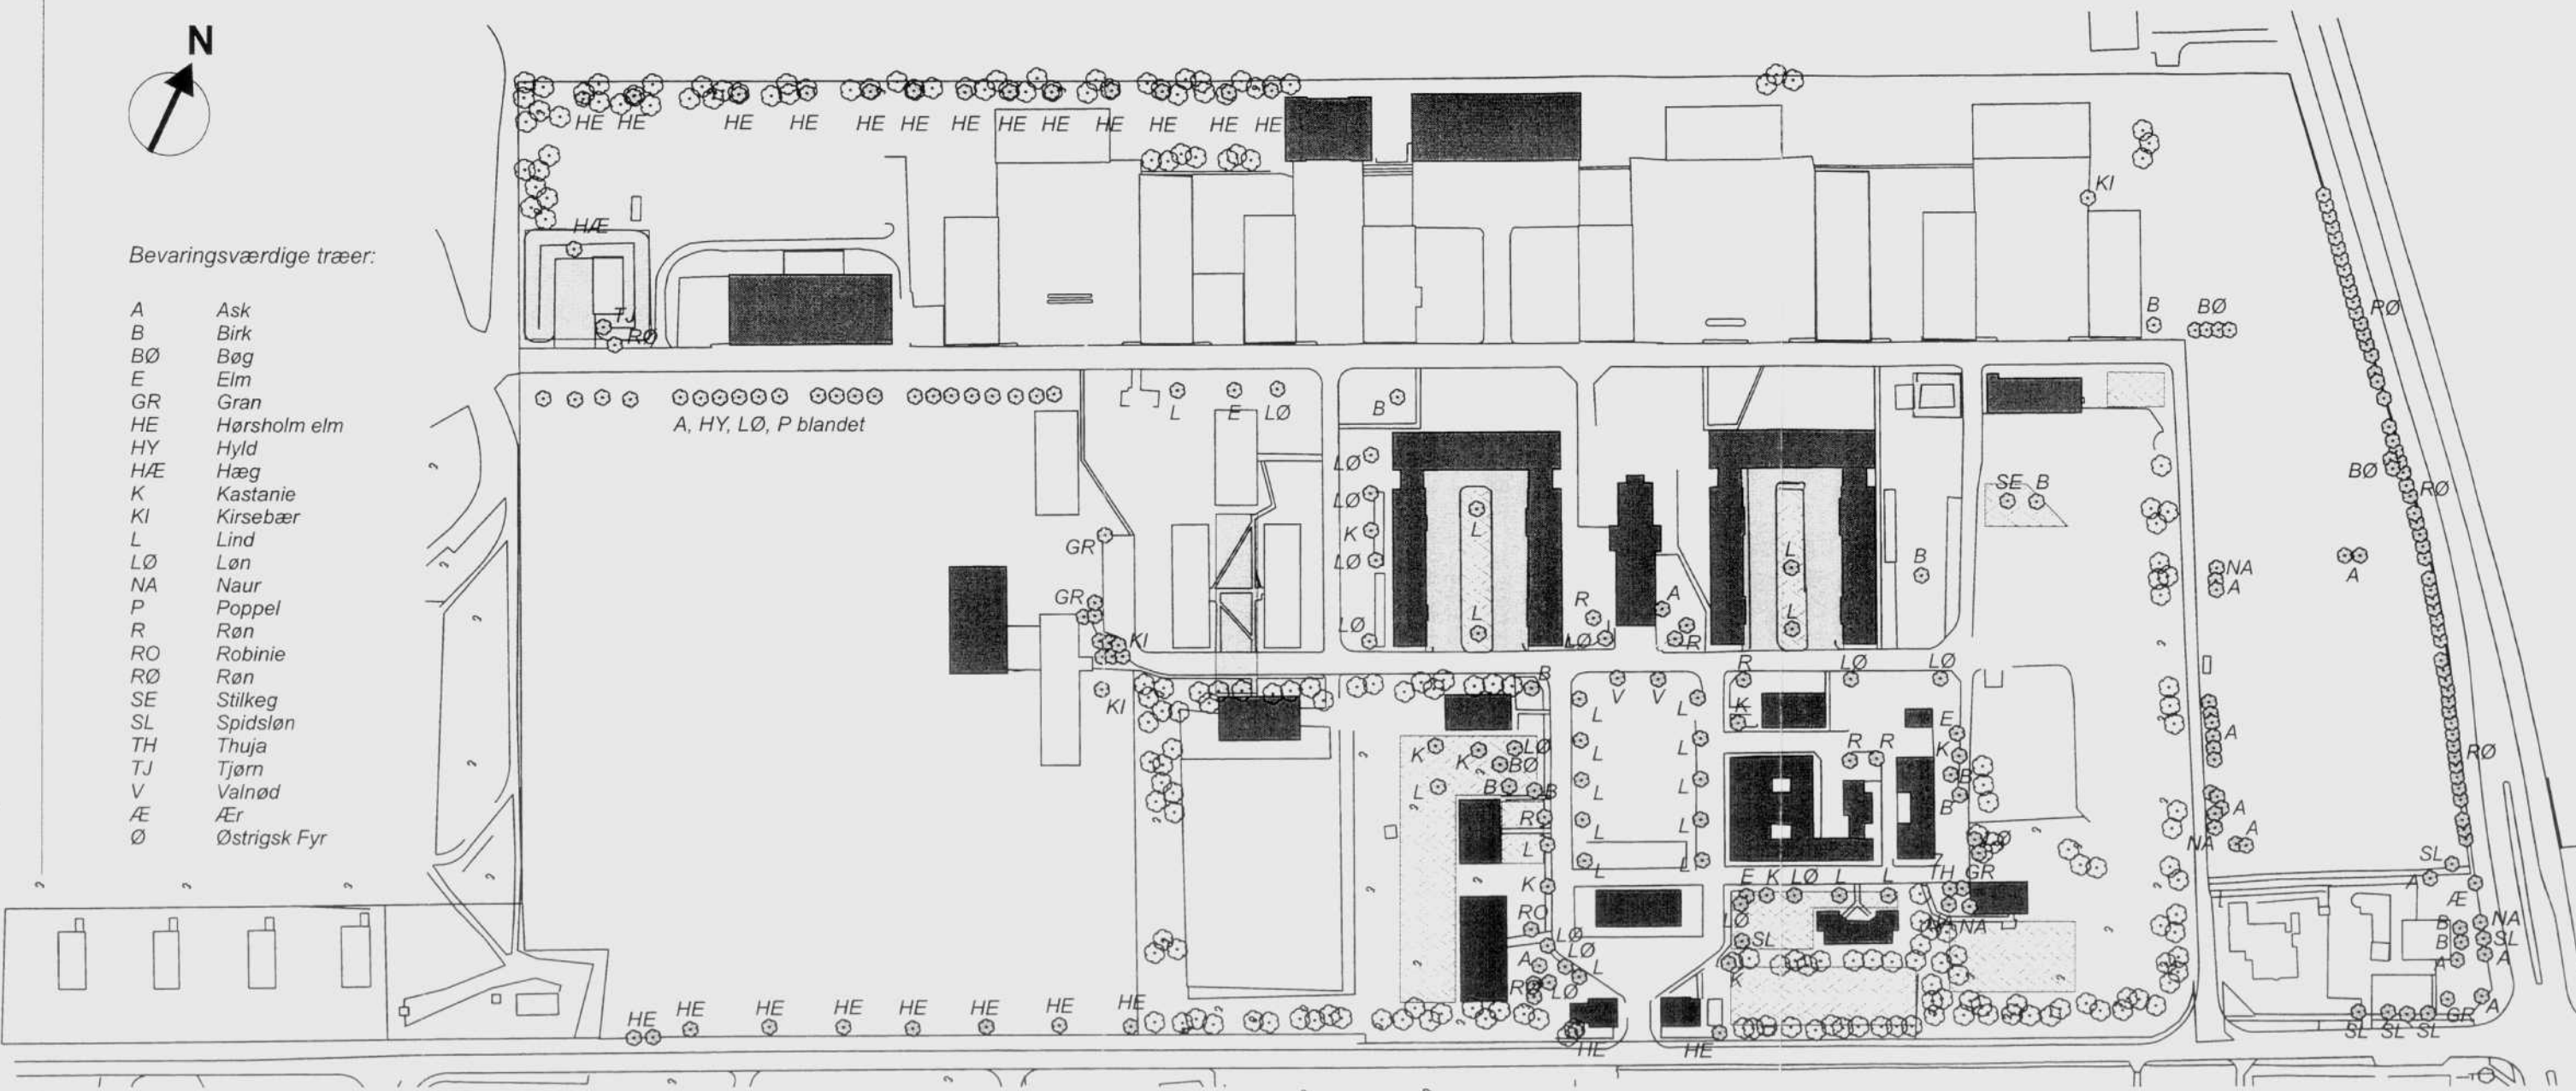 N
Bevaringsværdige træer:
A Ask
B Birk
BØ Bøg
E Elm
GR Gran
HE Hørsholm elm
HY Hyld
HÆ Hæg
K Kastanie
KI Kirsebær
L Lind
LØ Løn
NA Naur
P Poppel
R Røn
RO Robinie
RØ Røn
SE Stilkeg
SL Spidsløn
TH Thuja
TJ Tjørn
V Valnød
Æ Ær
Ø Østrigsk Fyr
HE HE HE HE HE HE HE HE HE HE HE HE HE
KI
HÆ
TJ
RØ
B BØ RØ
A, HY, LØ, P blandet
L E LØ B
LØ
LØ
K
LØ
LØ
L
L
L
L
BØ
RØ
SE B
GR
GR
KI
KI
B
NA
A
A
R
LØ
A
R
B
V V
R LØ LØ
L L
L L
L L
L L
L L
K
E
K
B
B
R R
K K LØ
BØ
L B B
R
L
K
RO
LØ
LØ
A L
RØ LØ
E K LØ L L
TH GR
LØ
SL
K
NA NA
LØ
A
RØ
A
A
NA
SL
A
Æ
B NA
B SL
A A
GR A
SL SL SL
HE HE HE HE HE HE HE HE
HE HE